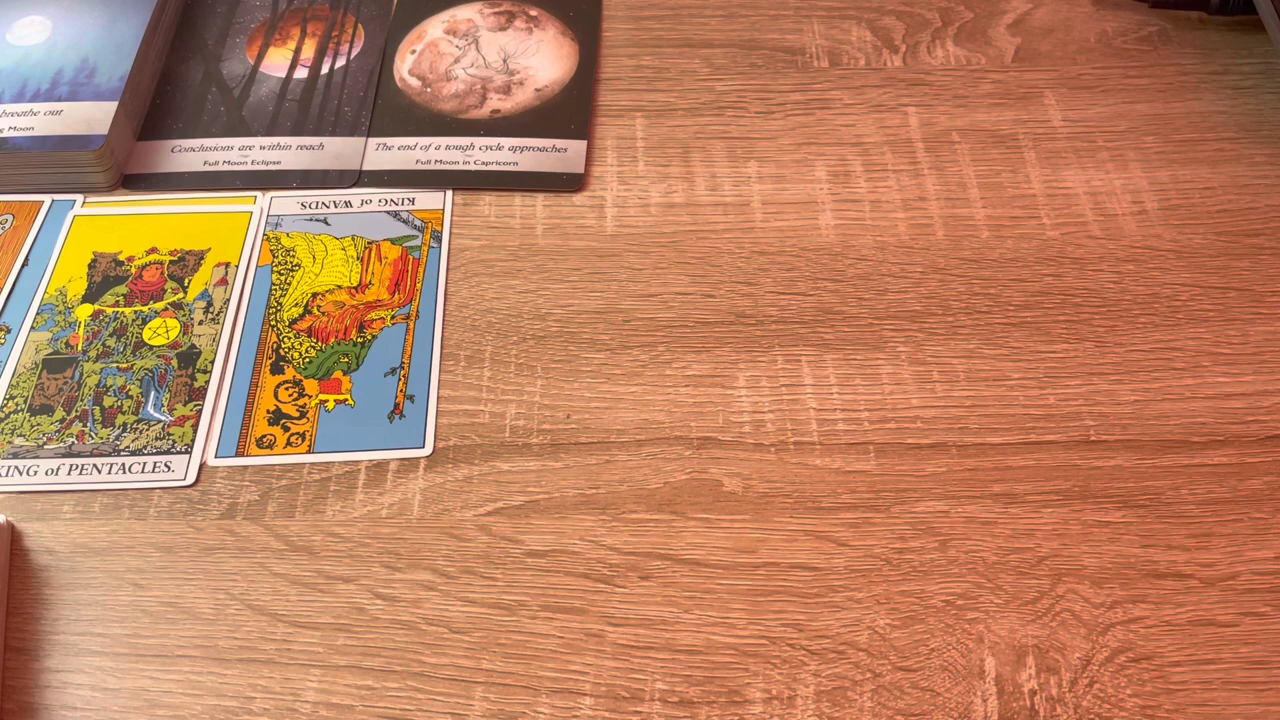 breathe out
g Moon
Conclusions are within reach
Full Moon Eclipse
The end of a tough cycle approaches
Full Moon in Capricorn
KING of WANDS.
KING of PENTACLES.